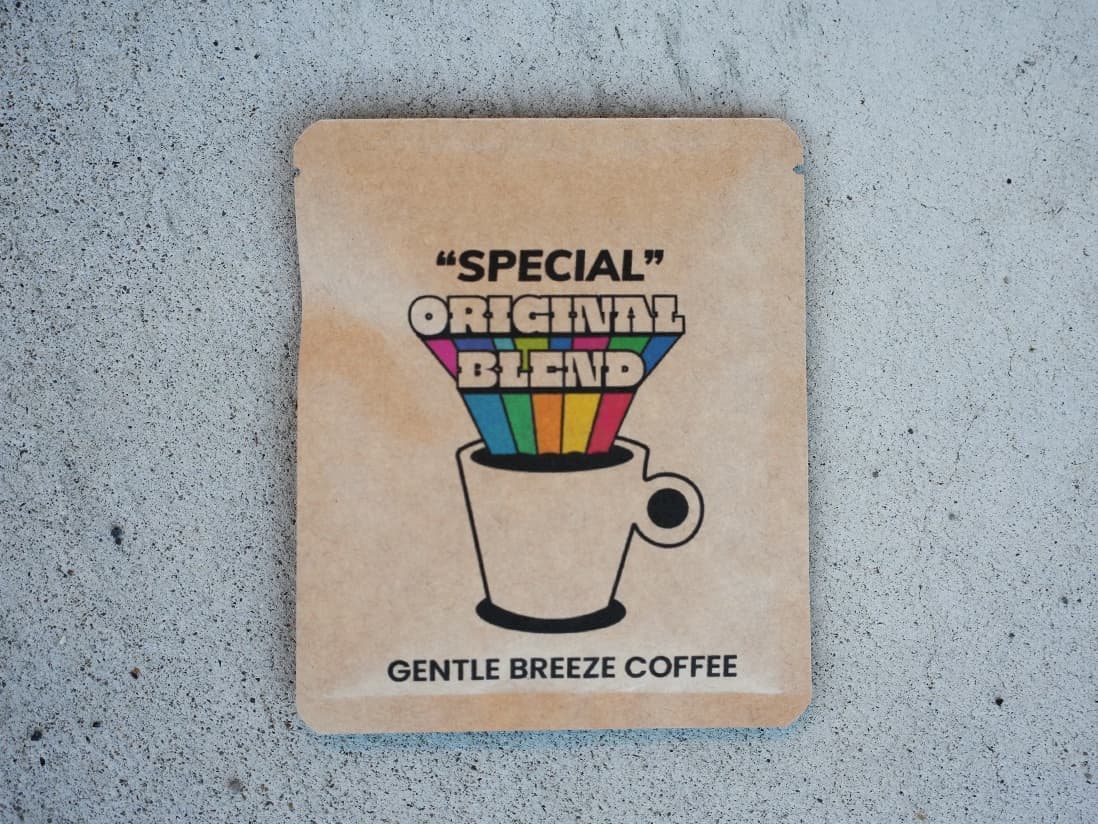 “SPECIAL”
ORIGINAL
BLEND
GENTLE BREEZE COFFEE